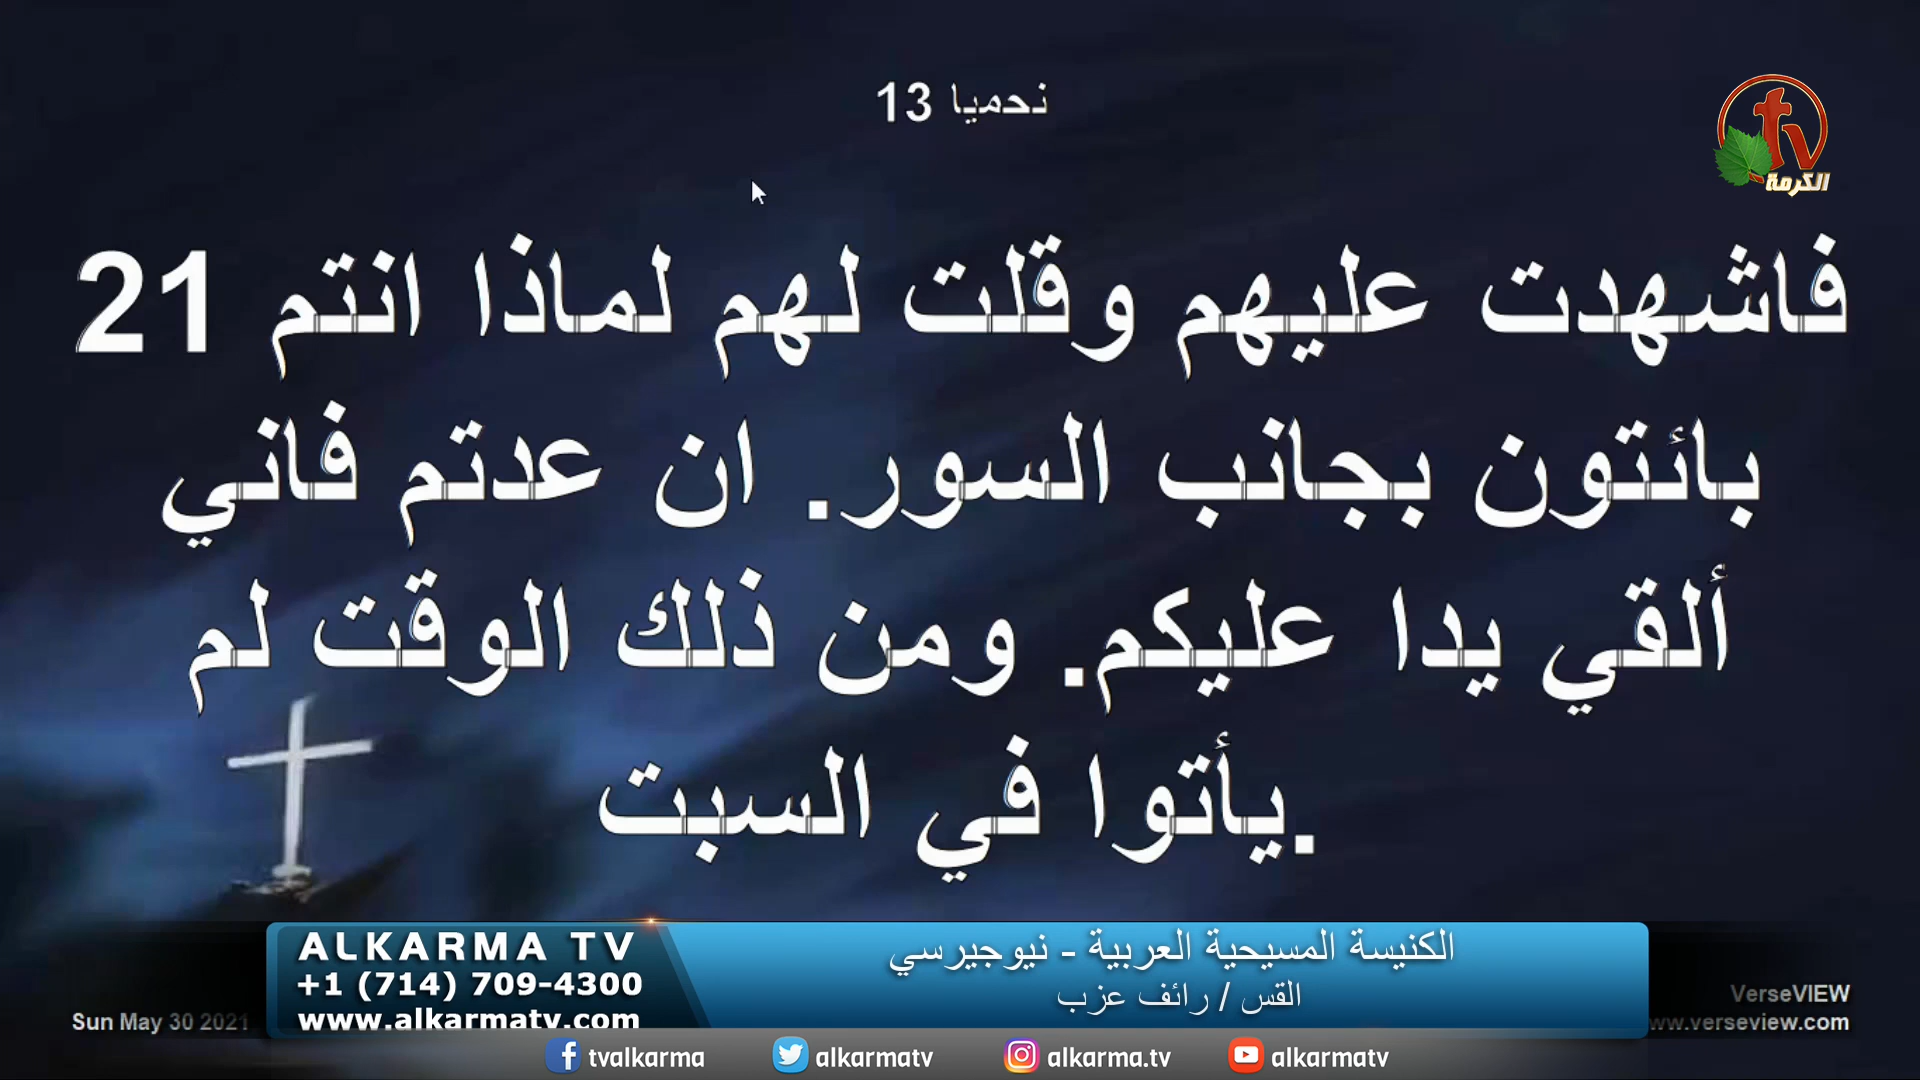 نحميا 13
tv
الكرمة
21 فاشهدت عليهم وقلت لهم لماذا انتم
بائتون بجانب السور. ان عدتم فاني
ألقي يدا عليكم. ومن ذلك الوقت لم
يأتوا في السبت.
ALKARMA TV
+1 (714) 709-4300
www.alkarmatv.com
الكنيسة المسيحية العربية - نيوجيرسي
القس / رائف عزب
Sun May 30 2021
VerseVIEW
ww.verseview.com
tvalkarma
alkarmatv
alkarma.tv
alkarmatv